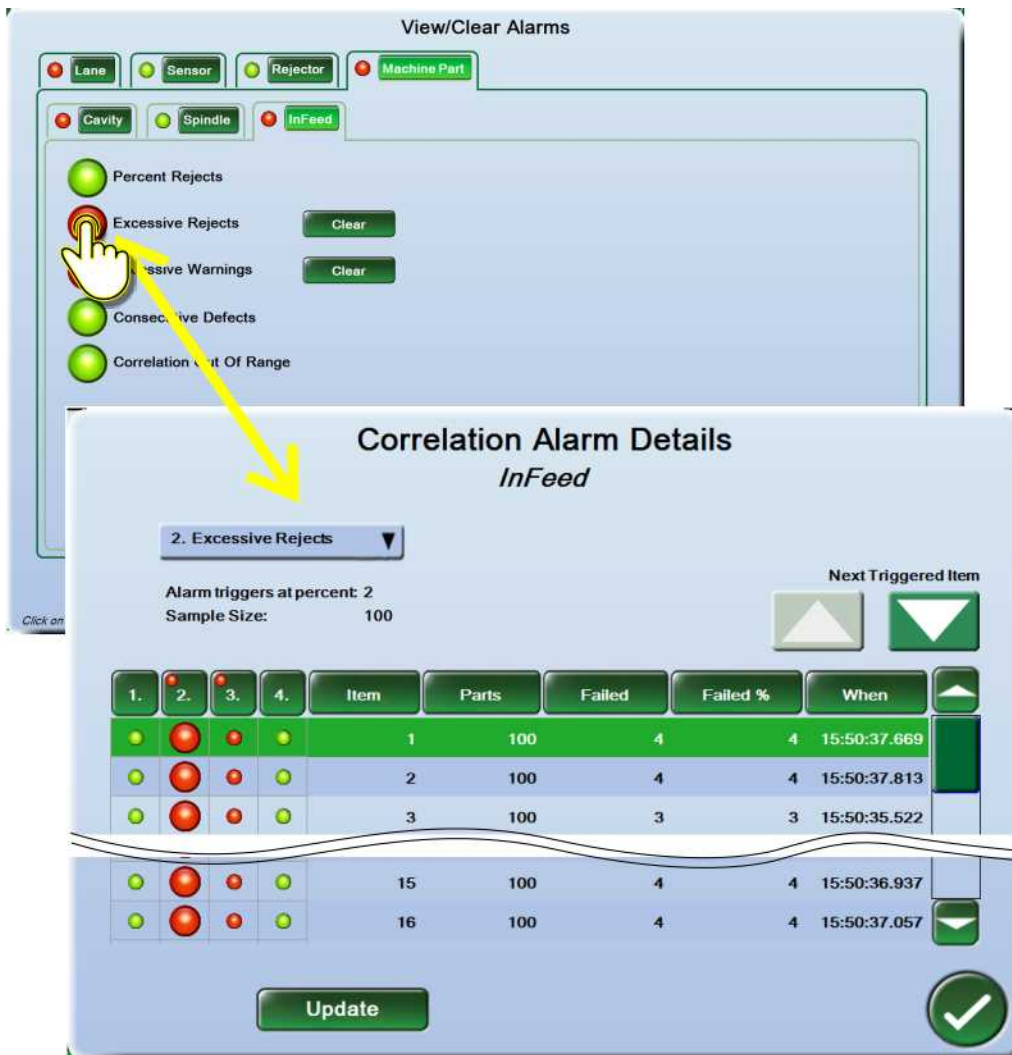 View/Clear Alarms
Lane Sensor Rejector Machine Part
Cavity Spindle InFeed
Percent Rejects
Excessive Rejects Clear
ssive Warnings Clear
Consec tive Defects
Correlation ut Of Range
Correlation Alarm Details
InFeed
2. Excessive Rejects
Next Triggered Item
Alarm triggers at percent: 2
Sample Size: 100
Click on
1. 2. 3. 4. Item Parts Failed Failed % When
1 100 4 4 15:50:37.669
2 100 4 4 15:50:37.813
3 100 3 3 15:50:35.522
15 100 4 4 15:50:36.937
16 100 4 4 15:50:37.057
Update